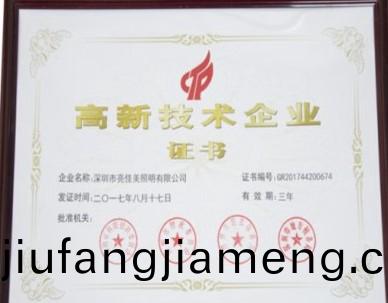 高新技术企业
证书
企业名称:深圳市亮佳美照明有限公司 证书编号:GR201744200674
发证时间:二〇一七年八月十七日 有效期:三年
批准机关:
jiufangjiameng.com